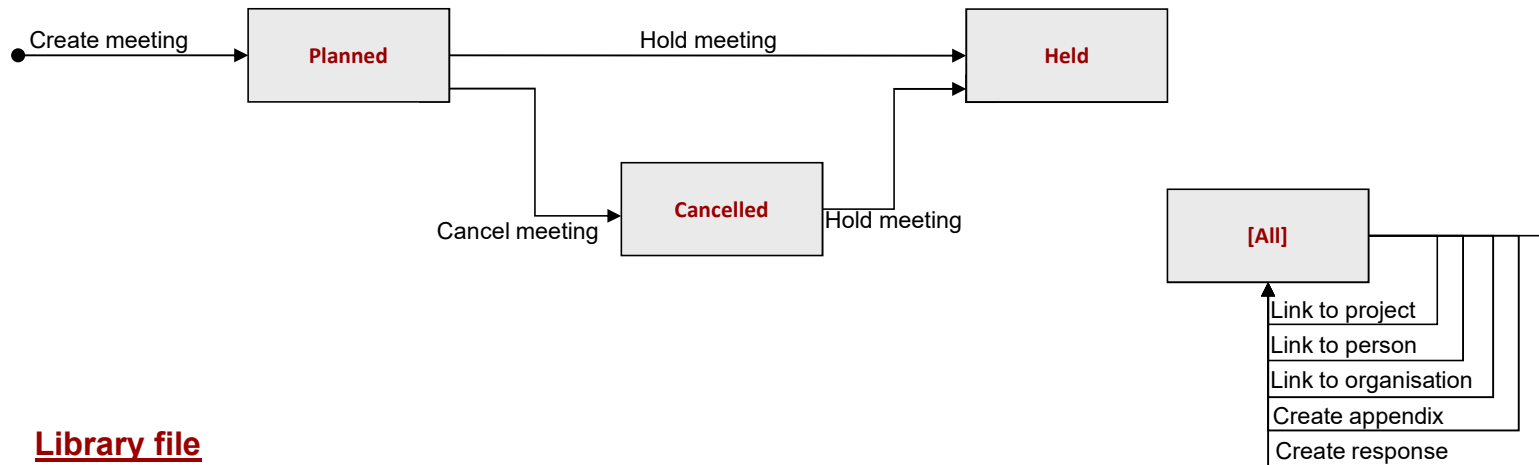 Create meeting
Planned
Hold meeting
Held
Cancelled
Cancel meeting
Hold meeting
[All]
Link to project
Link to person
Link to organisation
Create appendix
Create response
Library file